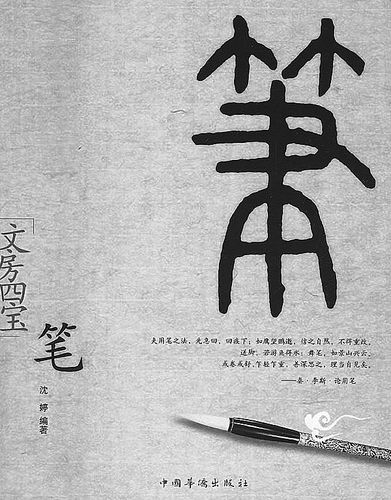 筆
文房四宝
笔
沈 婷 编著
夫用笔之法,先急回,回疾下;如鹰望鹏逝,信之自然,不得重改,
送脚,若游鱼得水;舞笔,如景山兴云,
或卷或舒,乍轻乍重,善深思之,理当自见矣。
——秦·李斯·论用笔
中國華僑出版社